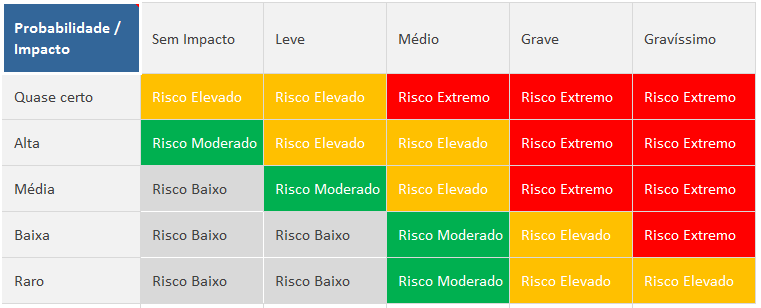 Probabilidade /
Impacto
Sem Impacto Leve Médio Grave Gravíssimo
Quase certo Risco Elevado Risco Elevado Risco Extremo Risco Extremo Risco Extremo
Alta Risco Moderado Risco Elevado Risco Elevado Risco Extremo Risco Extremo
Média Risco Baixo Risco Moderado Risco Elevado Risco Extremo Risco Extremo
Baixa Risco Baixo Risco Baixo Risco Moderado Risco Elevado Risco Extremo
Raro Risco Baixo Risco Baixo Risco Moderado Risco Elevado Risco Elevado